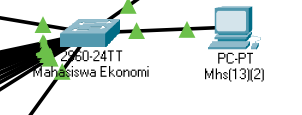 2960-24TT
Mahasiswa Ekonomi
PC-PT
Mhs(13)(2)